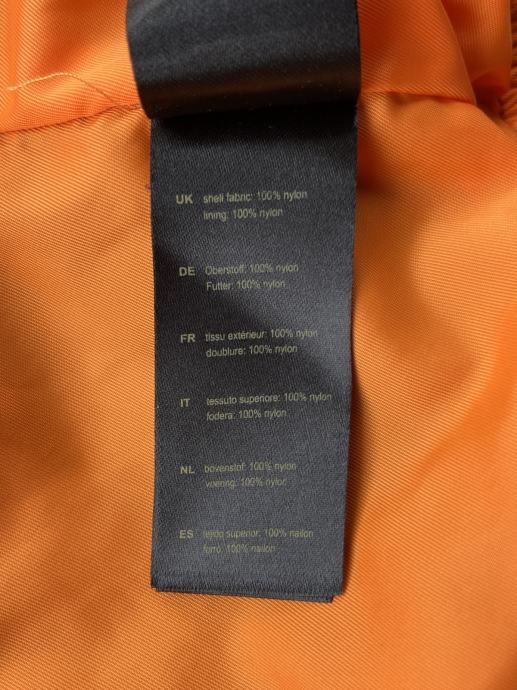 UK shell fabric: 100% nylon
lining: 100% nylon
DE Oberstoff: 100% nylon
Futter: 100% nylon
FR tissu extérieur: 100% nylon
doublure: 100% nylon
IT tessuto superiore: 100% nylon
fodera: 100% nylon
NL bovenstof: 100% nylon
voering: 100% nylon
ES tejido superior: 100% nailon
forro: 100% nailon